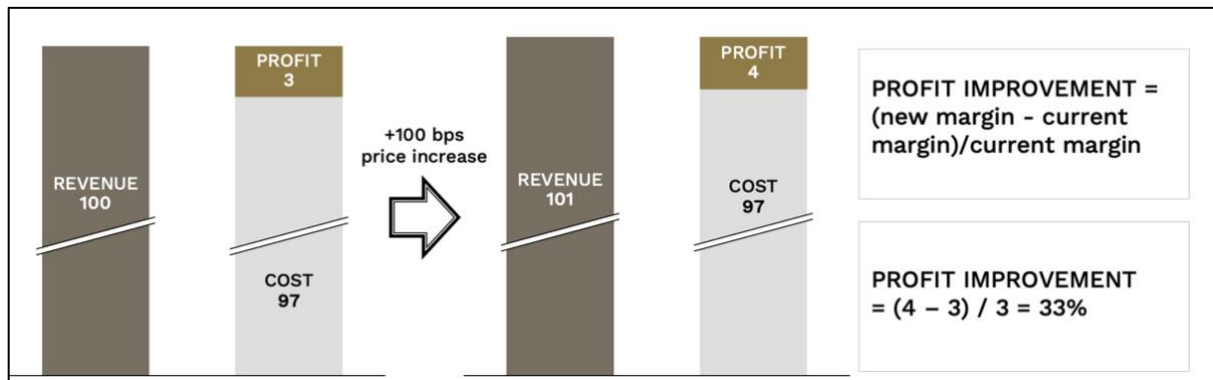 REVENUE
100
PROFIT
3
COST
97
+100 bps
price increase
REVENUE
101
PROFIT
4
COST
97
PROFIT IMPROVEMENT =
(new margin - current
margin)/current margin
PROFIT IMPROVEMENT
= (4 – 3) / 3 = 33%